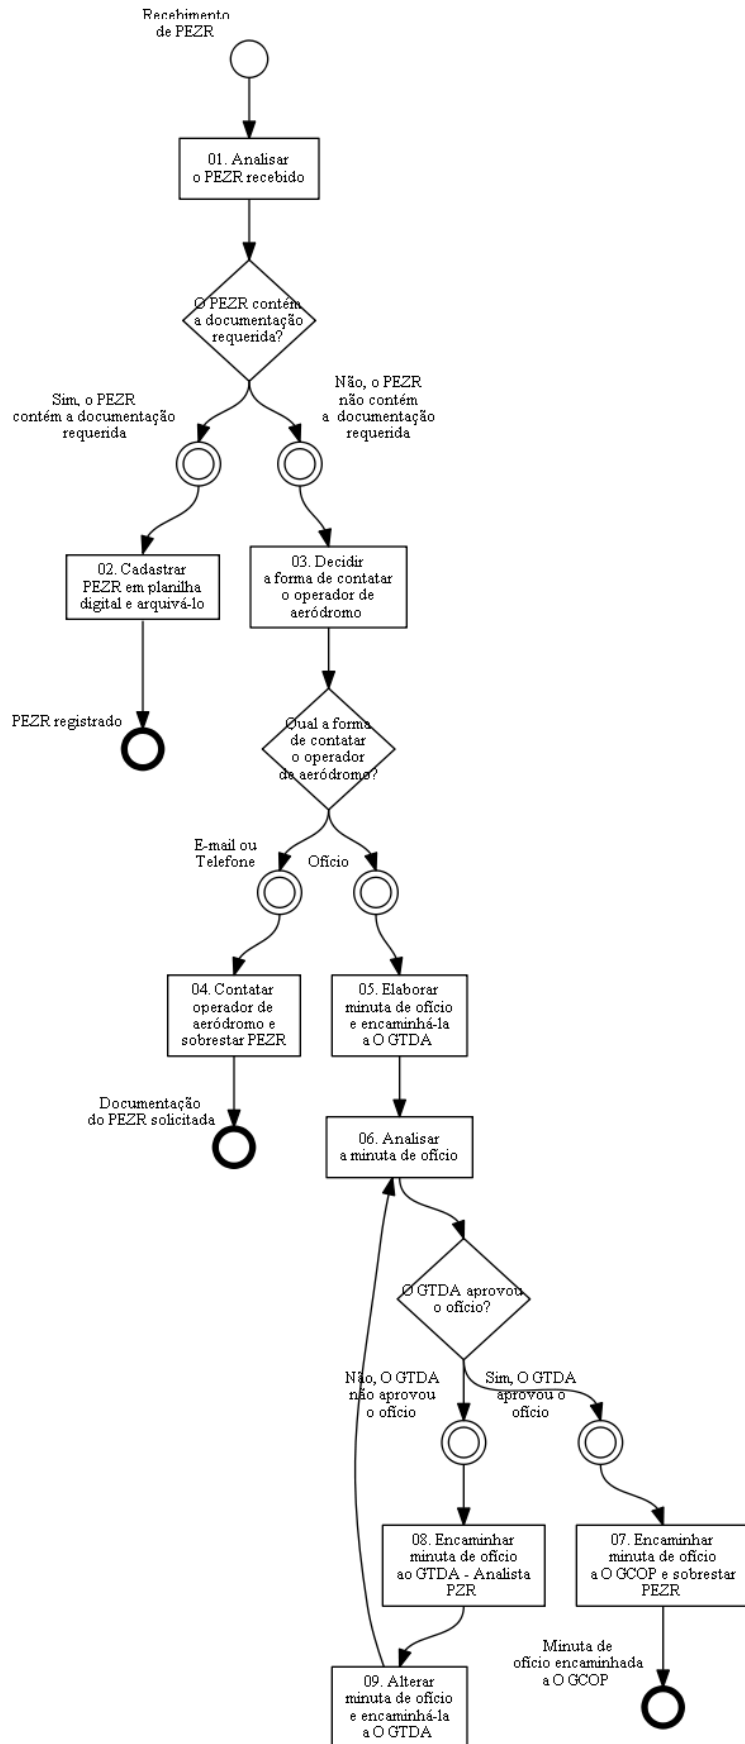 Recebimento
de PEZR
01. Analisar
o PEZR recebido
O PEZR contém
a documentação
requerida?
Sim, o PEZR
contém a documentação
requerida
Não, o PEZR
não contém
a documentação
requerida
02. Cadastrar
PEZR em planilha
digital e arquivá-lo
03. Decidir
a forma de contatar
o operador de
aeródromo
PEZR registrado
Qual a forma
de contatar
o operador
de aeródromo?
E-mail ou
Telefone
Ofício
04. Contatar
operador de
aeródromo e
sobrestar PEZR
05. Elaborar
minuta de ofício
e encaminhá-la
a O GTDA
Documentação
do PEZR solicitada
06. Analisar
a minuta de ofício
O GTDA aprovou
o ofício?
Não, O GTDA
não aprovou
o ofício
Sim, O GTDA
aprovou o
ofício
08. Encaminhar
minuta de ofício
ao GTDA - Analista
PZR
07. Encaminhar
minuta de ofício
a O GCOP e sobrestar
PEZR
Minuta de
ofício encaminhada
a O GCOP
09. Alterar
minuta de ofício
e encaminhá-la
a O GTDA